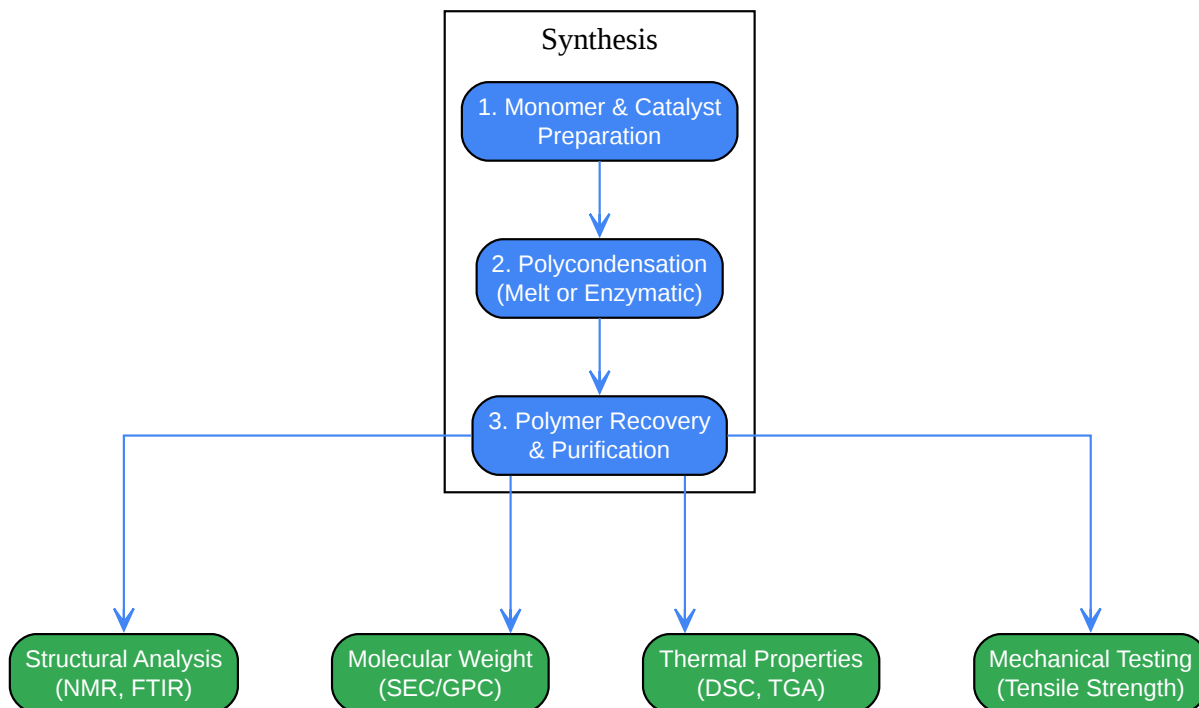 Synthesis
1. Monomer & Catalyst
Preparation
2. Polycondensation
(Melt or Enzymatic)
3. Polymer Recovery
& Purification
Structural Analysis
(NMR, FTIR)
Molecular Weight
(SEC/GPC)
Thermal Properties
(DSC, TGA)
Mechanical Testing
(Tensile Strength)